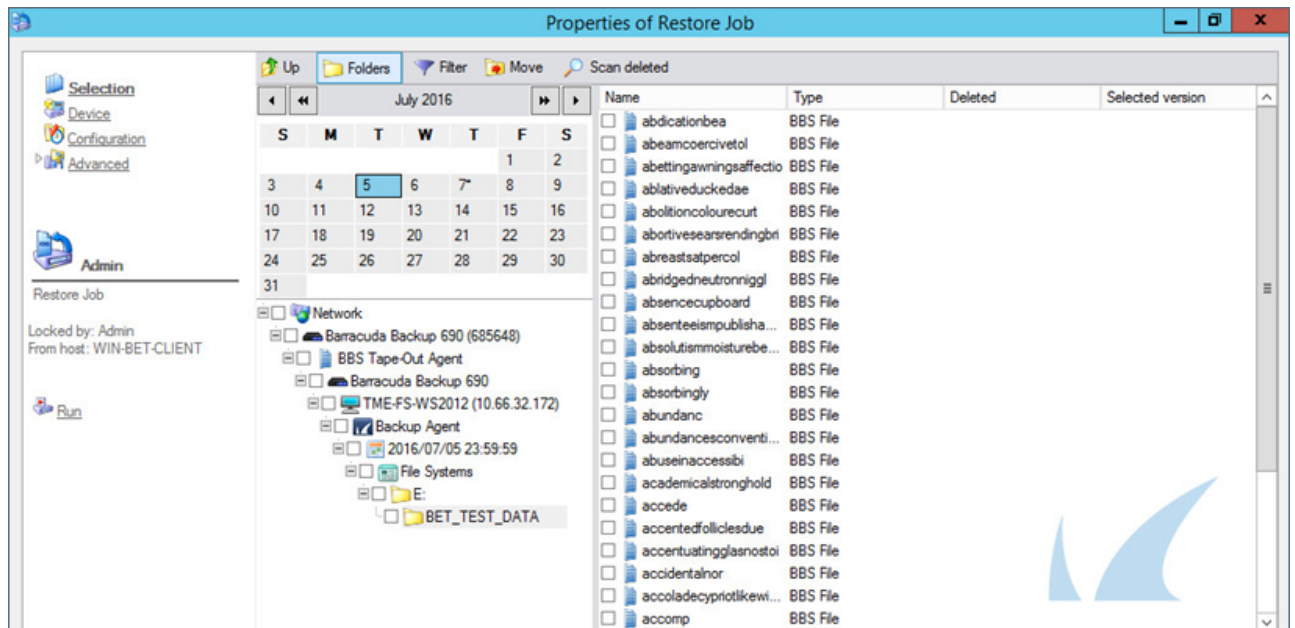 Properties of Restore Job
Selection
Device
Configuration
Advanced
Admin
Restore Job
Locked by: Admin
From host: WIN-BET-CLIENT
Run
Up Folders Filter Move Scan deleted
July 2016
S M T W T F S
1 2
3 4 5 6 7* 8 9
10 11 12 13 14 15 16
17 18 19 20 21 22 23
24 25 26 27 28 29 30
31
Network
Barracuda Backup 690 (685648)
BBS Tape-Out Agent
Barracuda Backup 690
TME-FS-WS2012 (10.66.32.172)
Backup Agent
2016/07/05 23:59:59
File Systems
E:
BET_TEST_DATA
Name Type Deleted Selected version
abdicationbea BBS File
abeamcoercivetol BBS File
abettingawningsaffectio BBS File
ablativeduckedae BBS File
abolitioncolourecurt BBS File
abortivesearsrendingbri BBS File
abreastsatpercol BBS File
abridgedneutronniggl BBS File
absencecupboard BBS File
absenteeismpublisha... BBS File
absolutismmoisturebe... BBS File
absorbing BBS File
absorbingly BBS File
abundanc BBS File
abundancesconventi... BBS File
abuseinaccessibi BBS File
academicalstronghold BBS File
accede BBS File
accentedfolliclesdue BBS File
accentuatingglasnostoi BBS File
accidentalnor BBS File
accoladecypriotlikewi... BBS File
accomp BBS File